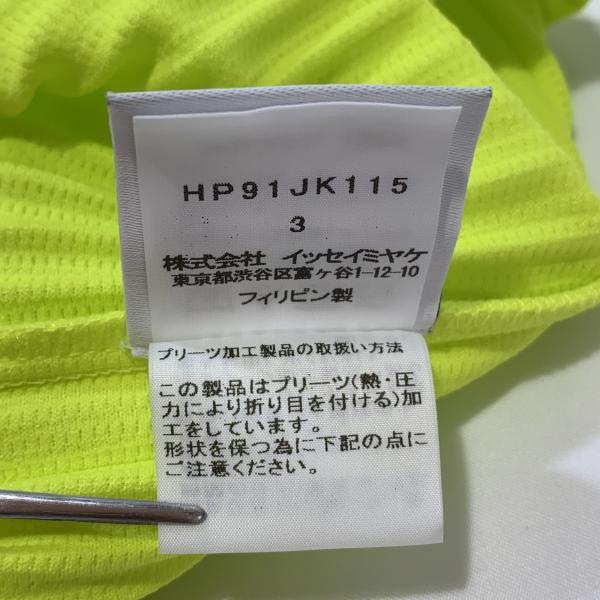 HP91JK115
3
株式会社 イッセイミヤケ
東京都渋谷区富ヶ谷1-12-10
フィリピン製
プリーツ加工製品の取扱い方法
この製品はプリーツ(熱・圧
力により折り目を付ける)加
工をしています。
形状を保つ為に下記の点に
ご注意ください。